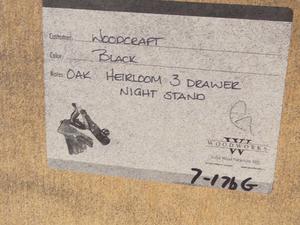 Customer: WOODCRAFT
Color: BLACK
Notes: OAK HEIRLOOM 3 DRAWER
NIGHT STAND
W
WOODWORKS
7-176G